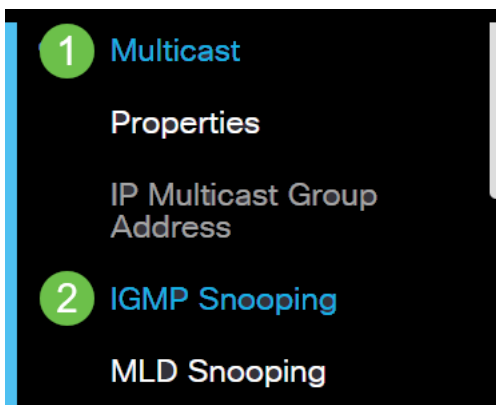 1 Multicast
Properties
IP Multicast Group
Address
2 IGMP Snooping
MLD Snooping